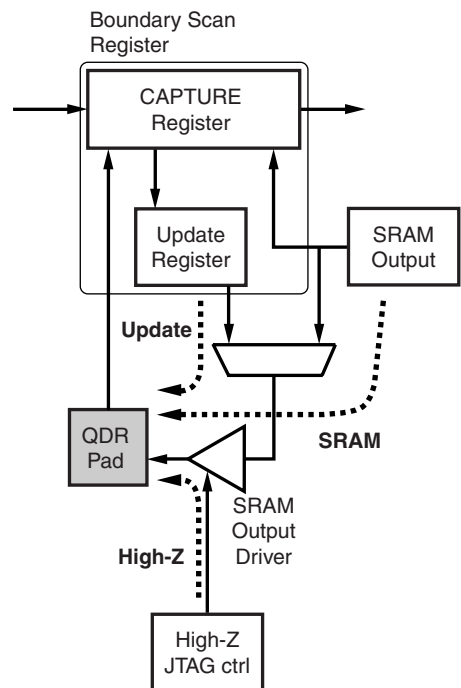 Boundary Scan
Register
CAPTURE
Register
Update
Register
SRAM
Output
Update
SRAM
QDR
Pad
SRAM
Output
Driver
High-Z
High-Z
JTAG ctrl